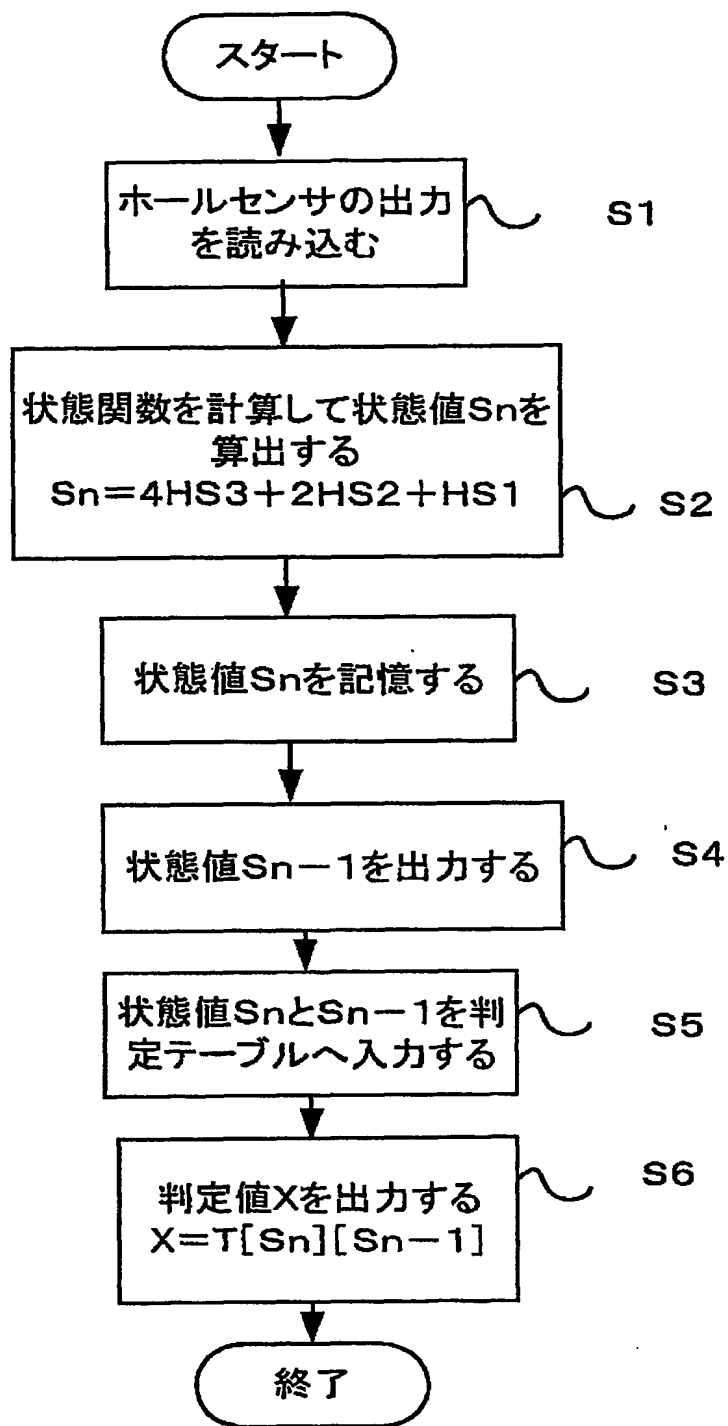 スタート
ホールセンサの出力
を読み込む
S1
状態関数を計算して状態値Snを
算出する
Sn=4HS3+2HS2+HS1
S2
状態値Snを記憶する
S3
状態値Sn-1を出力する
S4
状態値SnとSn-1を判
定テーブルへ入力する
S5
判定値Xを出力する
X=T[Sn][Sn-1]
S6
終了